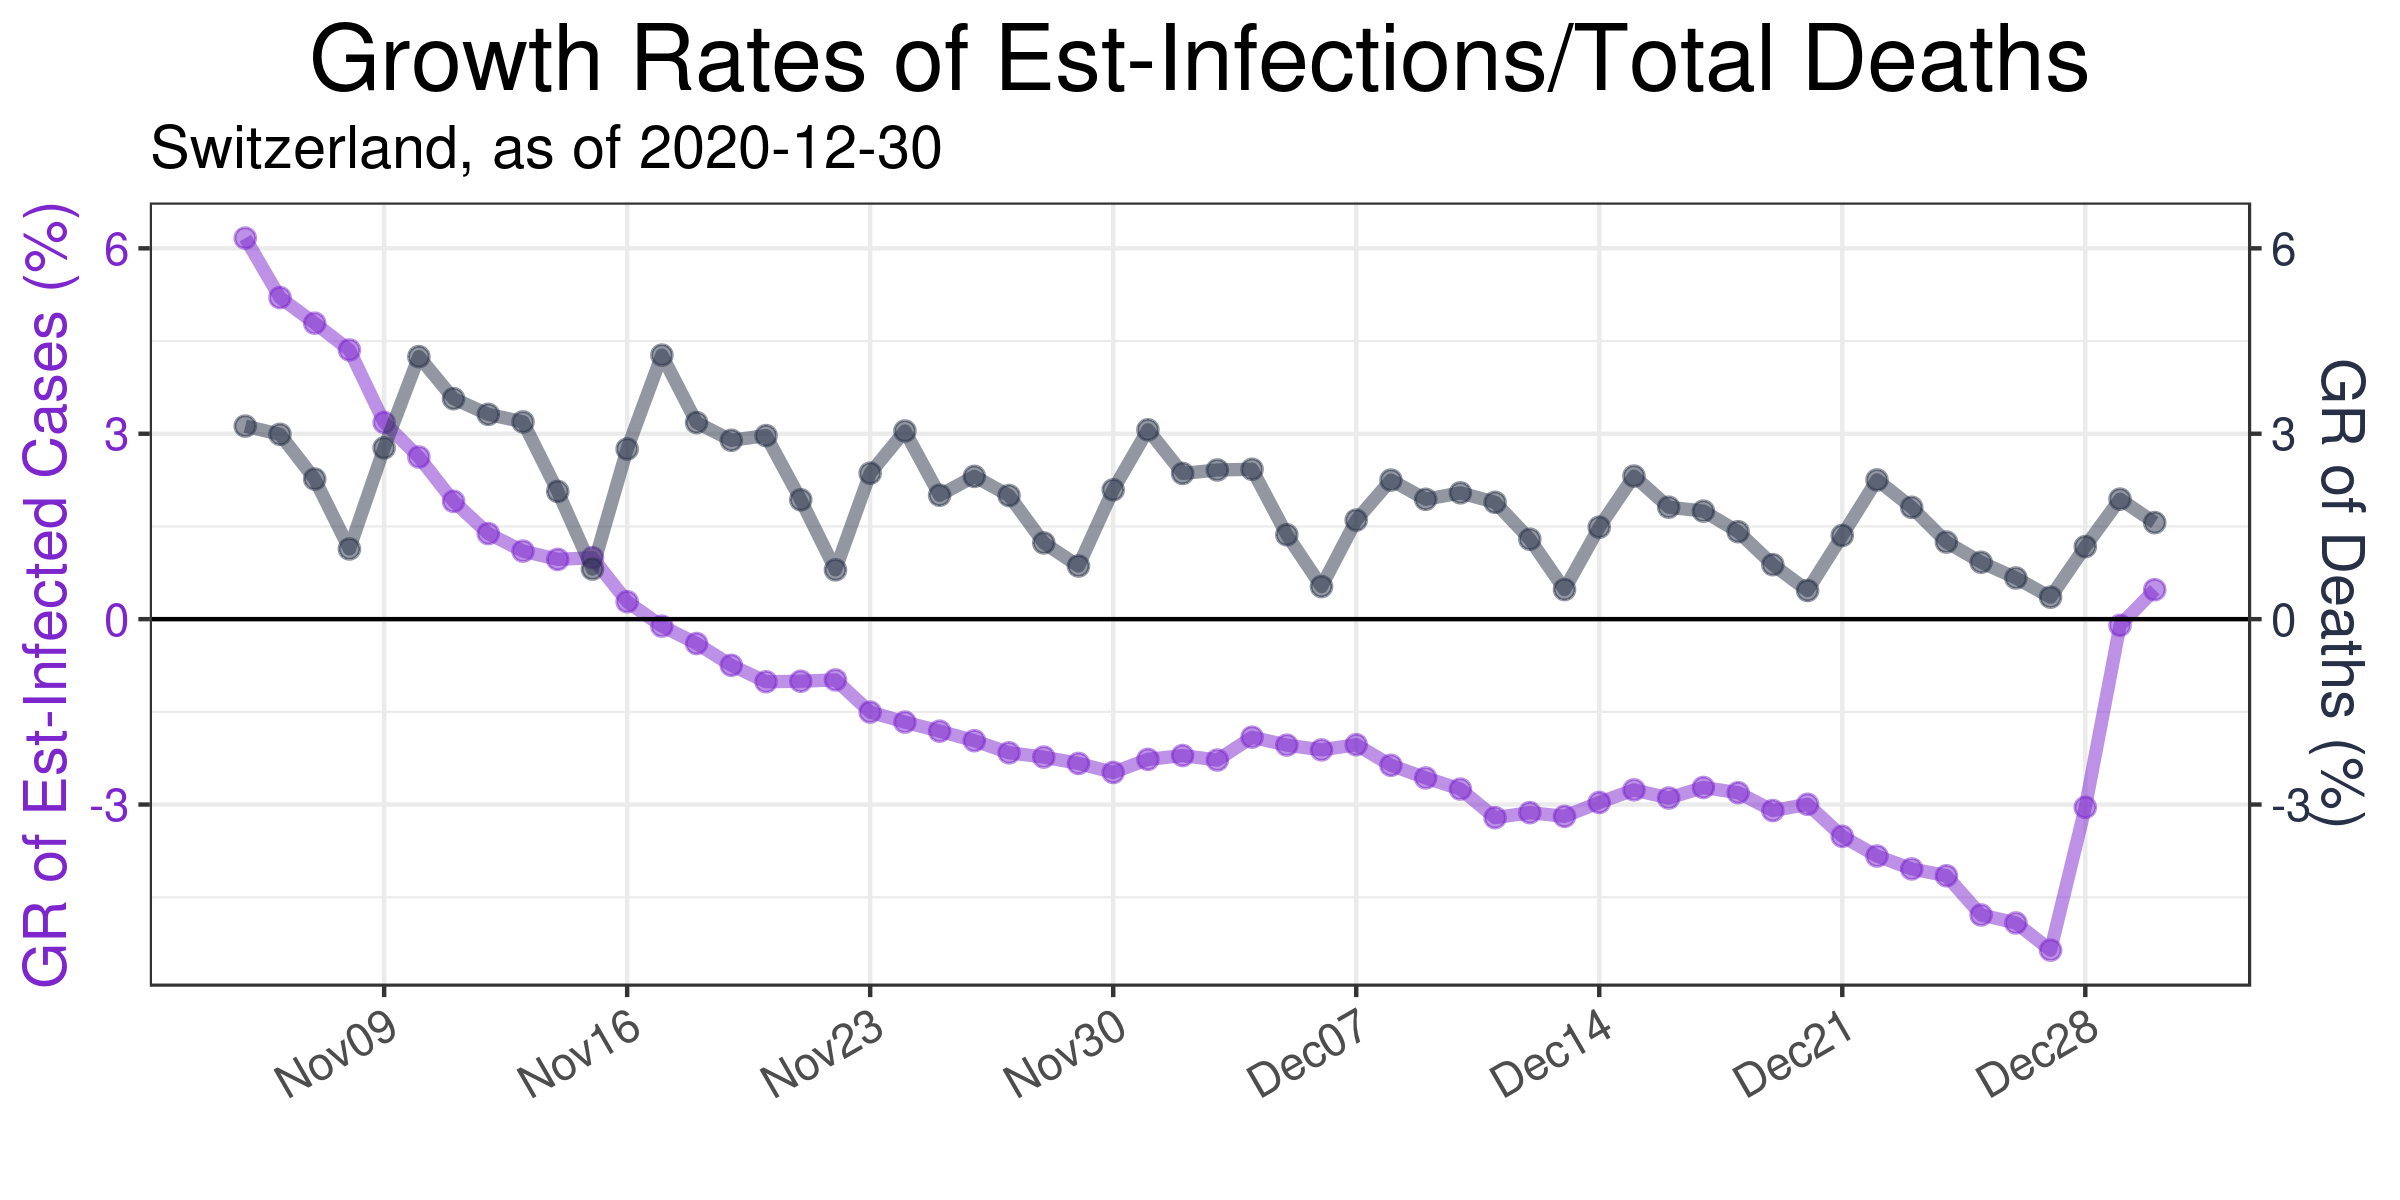 Growth Rates of Est-Infections/Total Deaths
Switzerland, as of 2020-12-30
GR of Est-Infected Cases (%)
6
3
0
-3
6
3
0
-3
GR of Deaths (%)
Nov09
Nov16
Nov23
Nov30
Dec07
Dec14
Dec21
Dec28